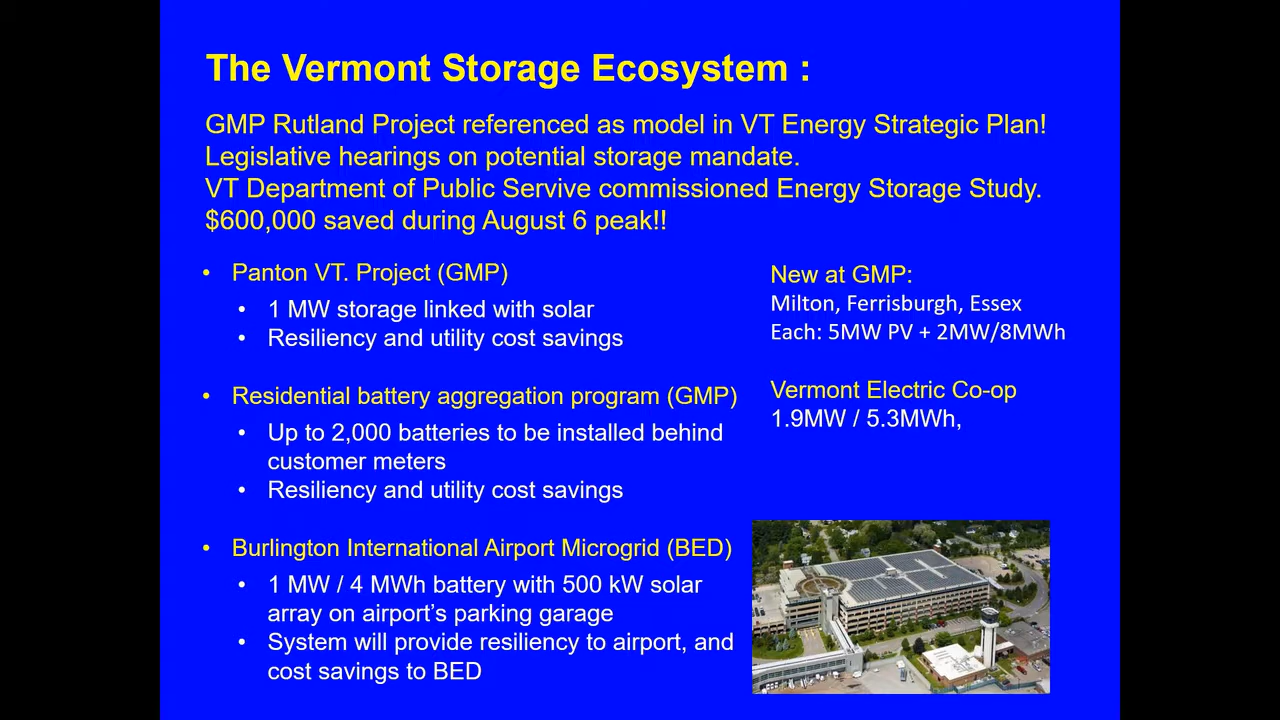 The Vermont Storage Ecosystem :
GMP Rutland Project referenced as model in VT Energy Strategic Plan!
Legislative hearings on potential storage mandate.
VT Department of Public Servive commissioned Energy Storage Study.
$600,000 saved during August 6 peak!!
• Panton VT. Project (GMP)
• 1 MW storage linked with solar
• Resiliency and utility cost savings
• Residential battery aggregation program (GMP)
• Up to 2,000 batteries to be installed behind
customer meters
• Resiliency and utility cost savings
• Burlington International Airport Microgrid (BED)
• 1 MW / 4 MWh battery with 500 kW solar
array on airport’s parking garage
• System will provide resiliency to airport, and
cost savings to BED
New at GMP:
Milton, Ferrisburgh, Essex
Each: 5MW PV + 2MW/8MWh
Vermont Electric Co-op
1.9MW / 5.3MWh,